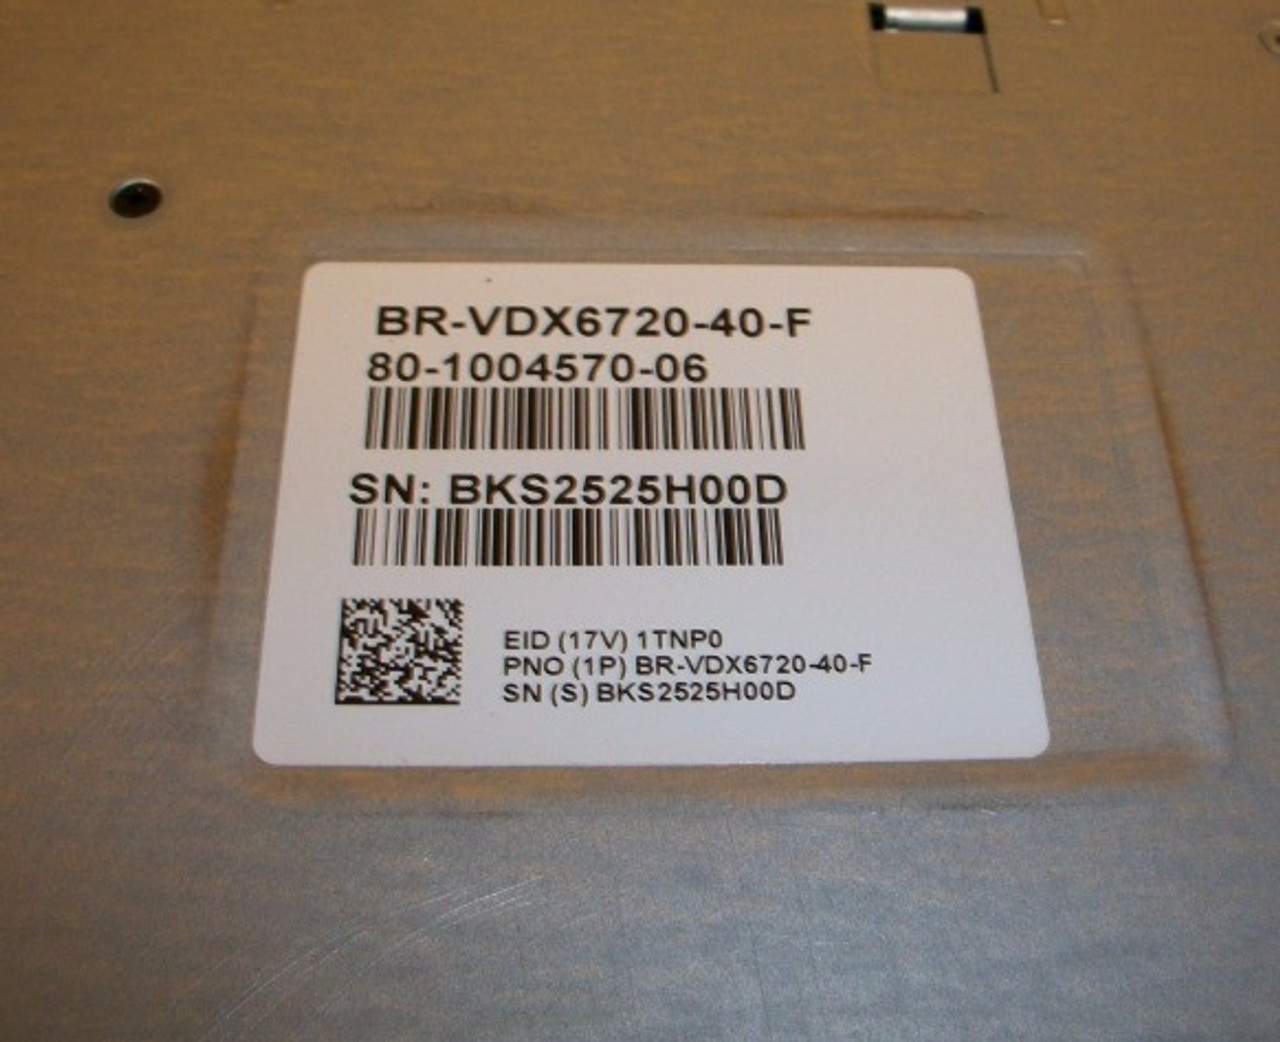 BR-VDX6720-40-F
80-1004570-06
SN: BKS2525H00D
EID (17V) 1TNP0
PNO (1P) BR-VDX6720-40-F
SN (S) BKS2525H00D